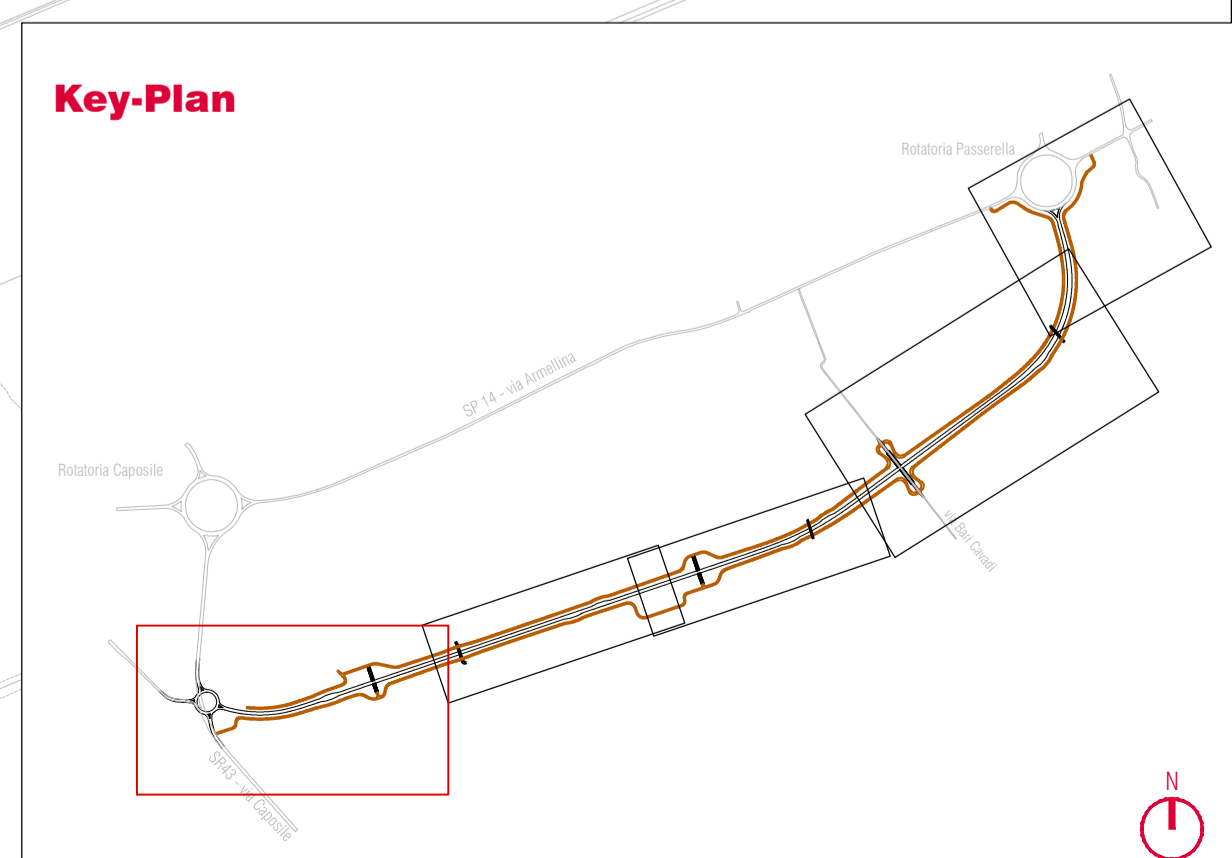 Key-Plan
Rotatoria Passerella
SP 14 - via Armellina
Rotatoria Caposile
via Bari Cavadi
SR43 - via Caposile
N